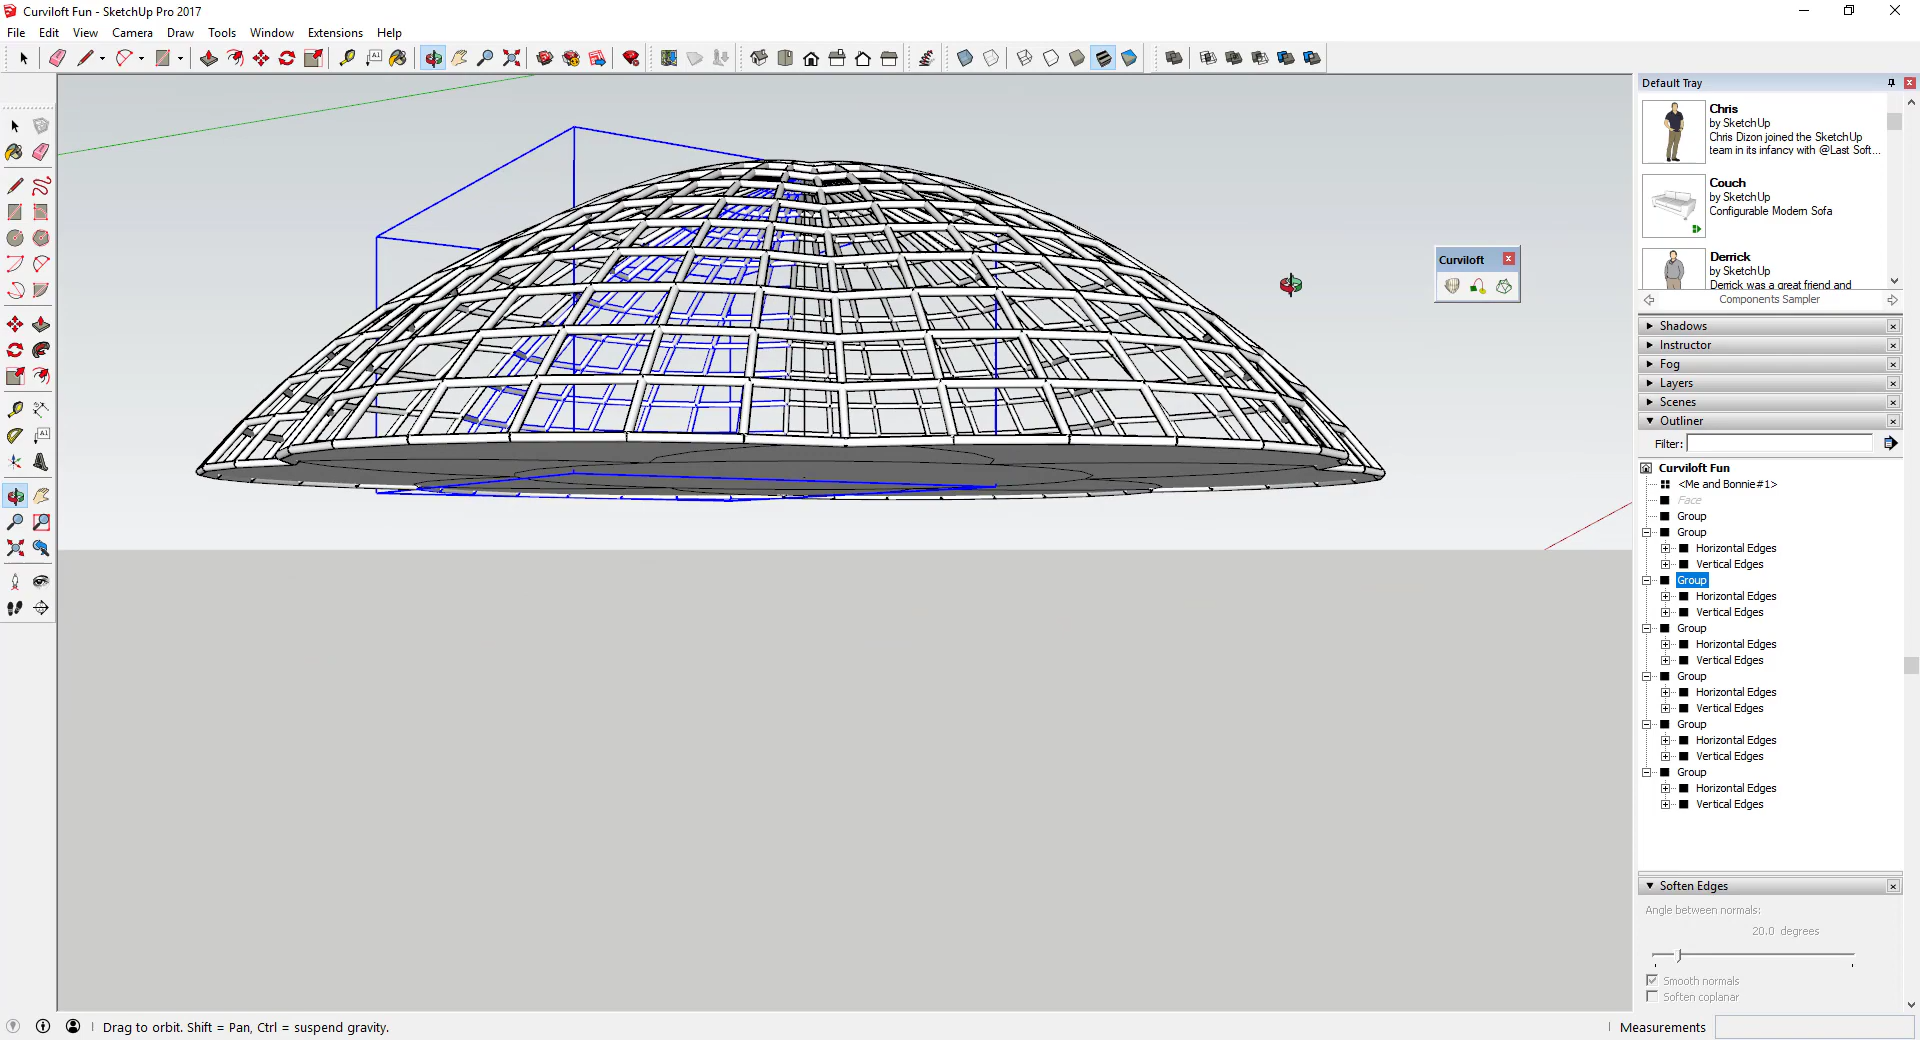 Curviloft Fun - SketchUp Pro 2017
File Edit View Camera Draw Tools Window Extensions Help
Default Tray
Chris
by SketchUp
Chris Dizon joined the SketchUp
team in its infancy with @Last Soft...
Couch
by SketchUp
Configurable Modern Sofa
Derrick
by SketchUp
Derrick was a great friend and
Components Sampler
Curviloft
Shadows
Instructor
Fog
Layers
Scenes
Outliner
Filter:
Curviloft Fun
<Me and Bonnie#1>
Face
Group
Group
Horizontal Edges
Vertical Edges
Group
Horizontal Edges
Vertical Edges
Group
Horizontal Edges
Vertical Edges
Group
Horizontal Edges
Vertical Edges
Group
Horizontal Edges
Vertical Edges
Group
Horizontal Edges
Vertical Edges
Soften Edges
Angle between normals:
20.0 degrees
Smooth normals
Soften coplanar
Drag to orbit. Shift = Pan, Ctrl = suspend gravity.
Measurements